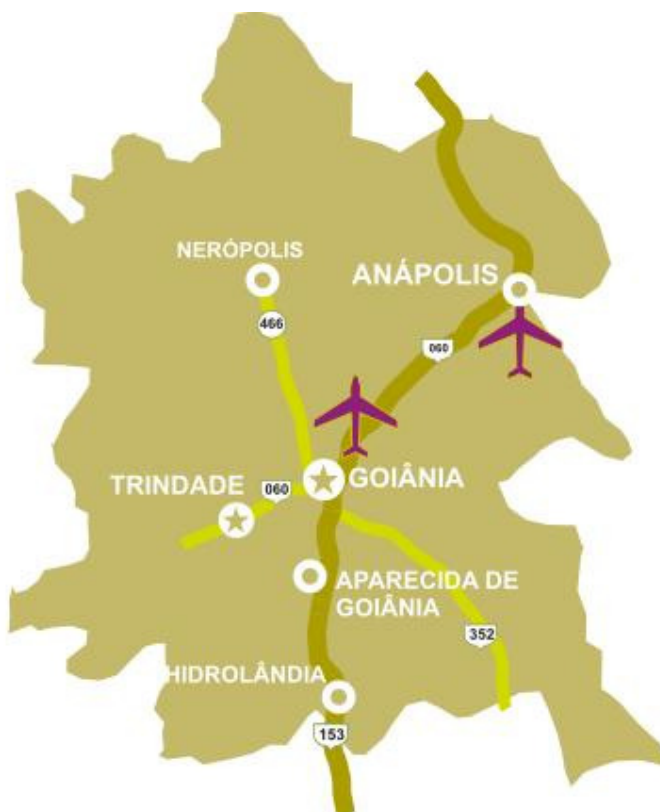 NERÓPOLIS
ANÁPOLIS
466
060
TRINDADE
060
GOIÂNIA
APARECIDA DE
GOIÂNIA
352
HIDROLÂNDIA
153